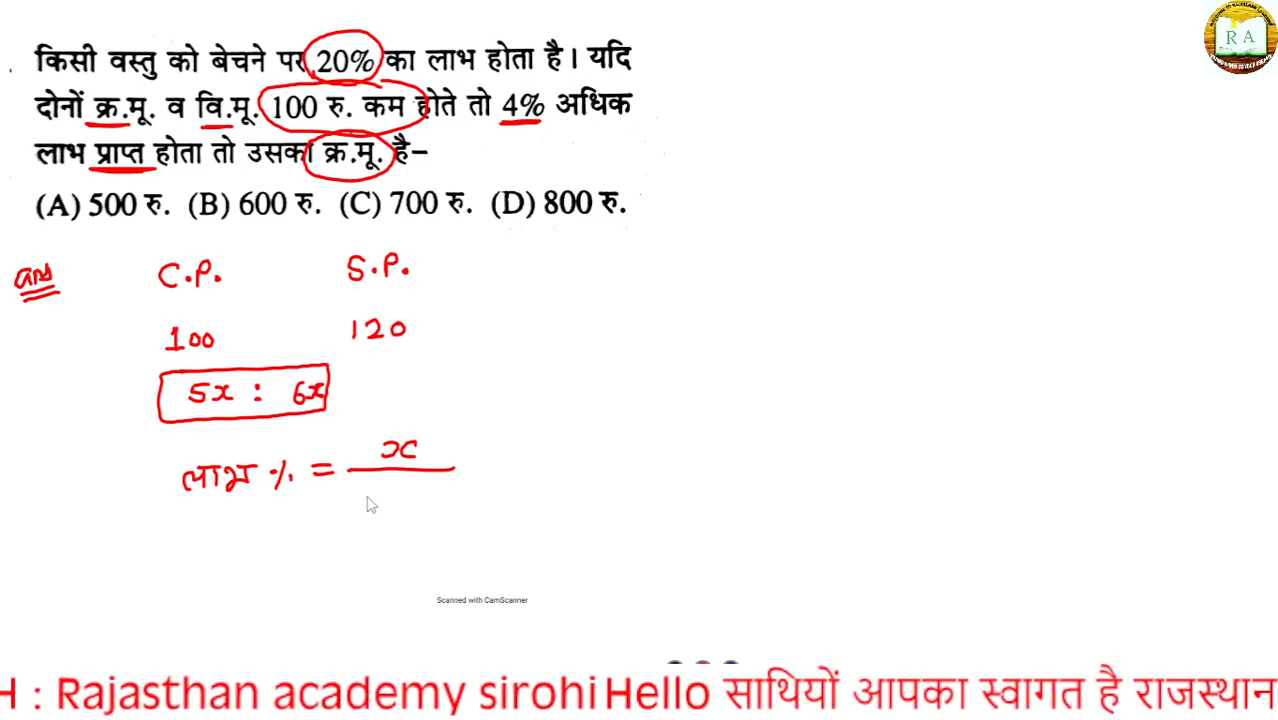 किसी वस्तु को बेचने पर 20% का लाभ होता है। यदि
दोनों क्र.मू. व वि.मू. 100 रु. कम होते तो 4% अधिक
लाभ प्राप्त होता तो उसका क्र.मू. है–
(A) 500 रु. (B) 600 रु. (C) 700 रु. (D) 800 रु.
C.P. S.P.
100 120
5x : 6x
लाभ % = x
Scanned with CamScanner
H : Rajasthan academy sirohi Hello साथियों आपका स्वागत है राजस्थान
R A